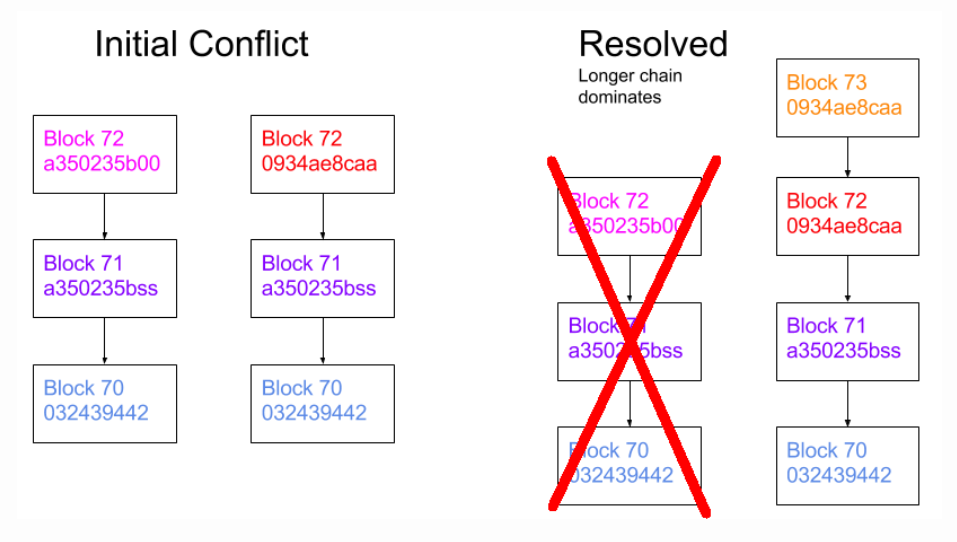 Initial Conflict
Block 72
a350235b00
Block 71
a350235bss
Block 70
032439442
Block 72
0934ae8caa
Block 71
a350235bss
Block 70
032439442
Resolved
Longer chain
dominates
Block 72
a350235b00
Block 71
a350235bss
Block 70
032439442
Block 73
0934ae8caa
Block 72
0934ae8caa
Block 71
a350235bss
Block 70
032439442